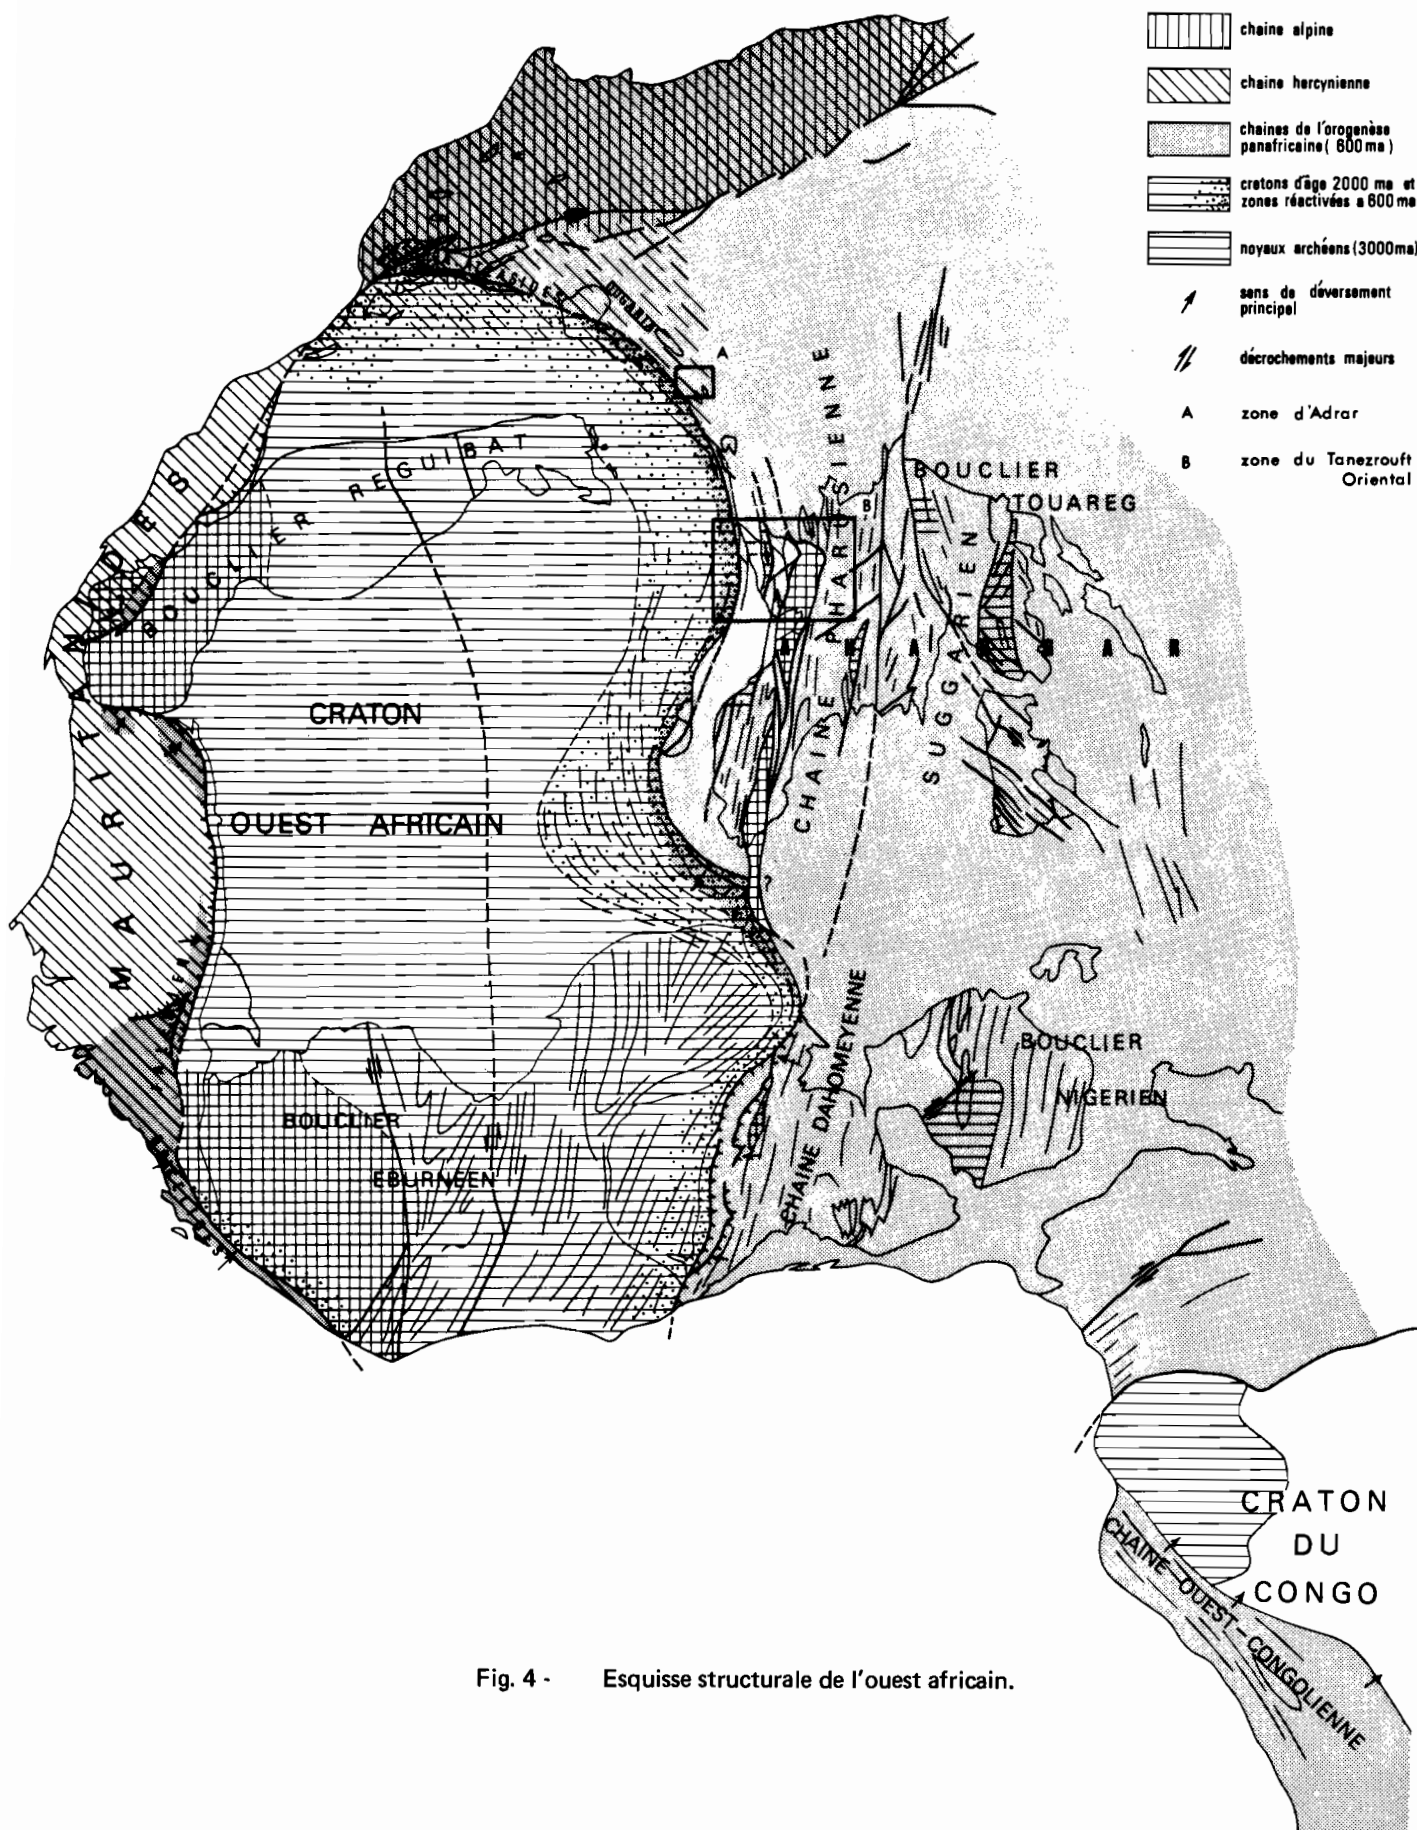 chaine alpine
chaine hercynienne
chaines de l'orogenèse
panafricaine ( 600 ma )
cratons d'âge 2000 ma et
zones réactivées a 600 ma
noyaux archéens (3000ma)
sens de déversement
principal
décrochements majeurs
A zone d'Adrar
B zone du Tanezrouft
Oriental
OUGARTA
A
BOUCLIER REGUIBAT
BOUCLIER
TOUAREG
B
CHAINE PHARUSIENNE
SUGGARIEN
MAURITANIDES
CRATON
OUEST AFRICAIN
?
BOUCLIER
EBURNEEN
CHAINE DAHOMEYENNE
BOUCLIER
NIGERIEN
CRATON
DU
CONGO
CHAINE OUEST-CONGOLIENNE
Fig. 4 - Esquisse structurale de l'ouest africain.